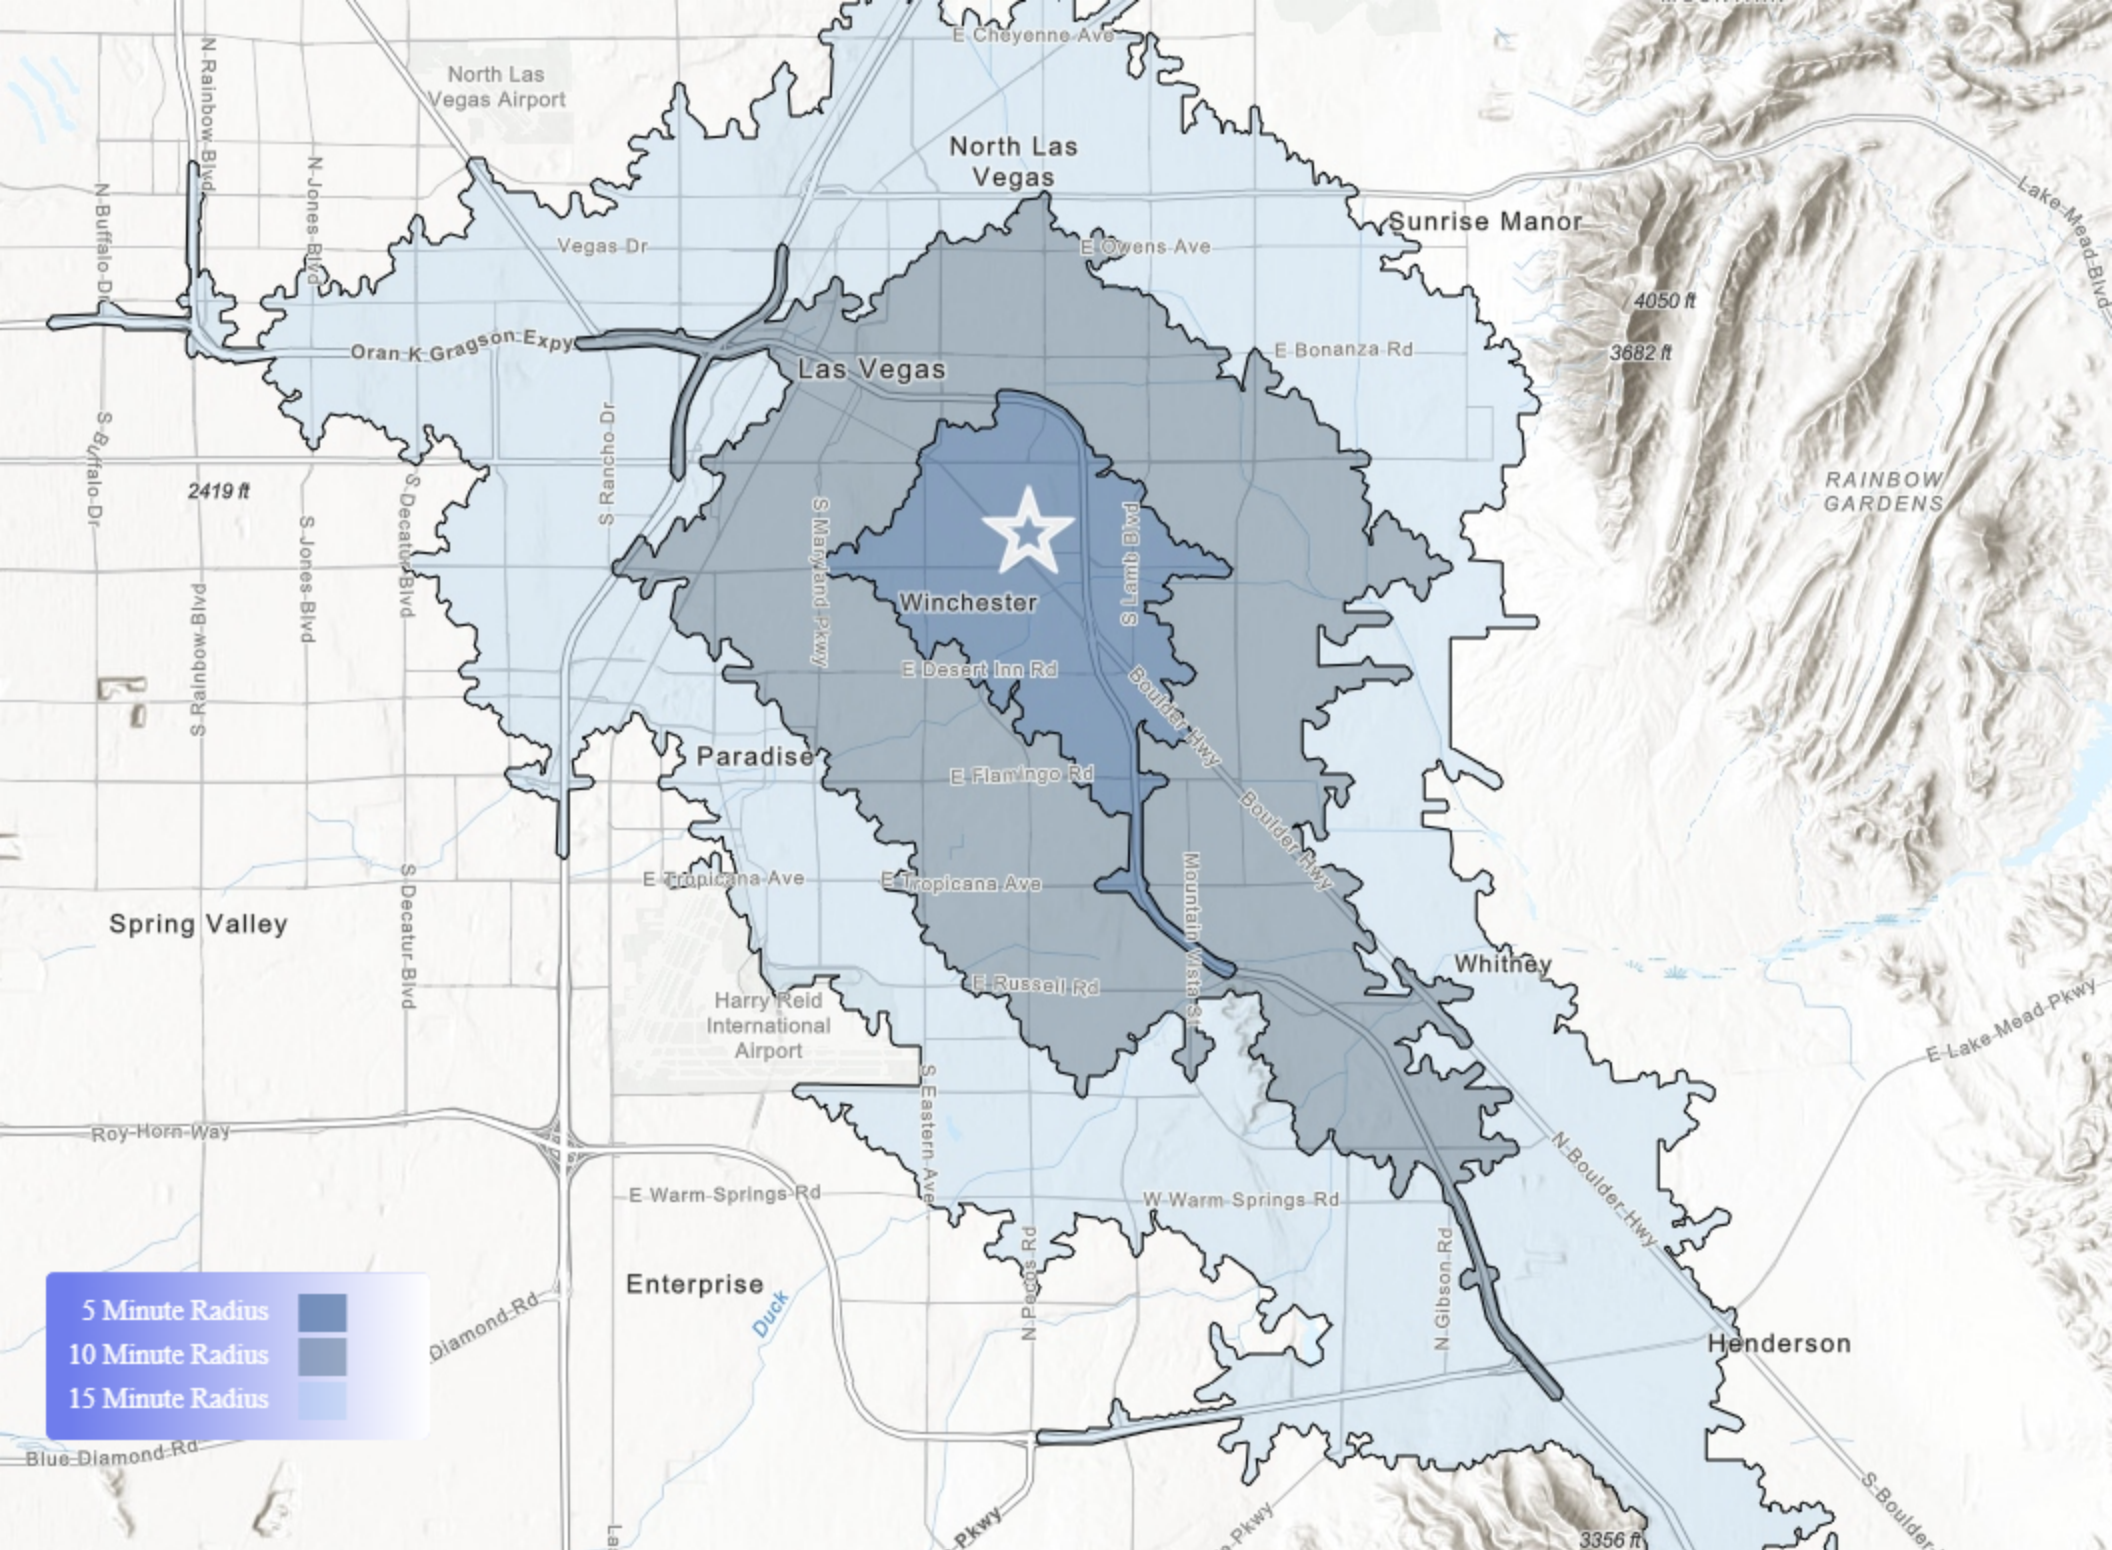 E Cheyenne Ave
N Rainbow Blvd
North Las
Vegas Airport
North Las
Vegas
N Buffalo Dr
N Jones Blvd
Lake Mead Blvd
Sunrise Manor
Vegas Dr
E Owens Ave
4050 ft
Oran K Gragson Expy
E Bonanza Rd
3682 ft
Las Vegas
S Buffalo Dr
S Rancho Dr
2419 ft
S Decatur Blvd
RAINBOW
GARDENS
S Jones Blvd
S Maryland Pkwy
S Lamb Blvd
S Rainbow Blvd
Winchester
E Desert Inn Rd
Boulder Hwy
Paradise
E Flamingo Rd
Boulder Hwy
E Tropicana Ave
E Tropicana Ave
Mountain Vista St
S Decatur Blvd
Spring Valley
Whitney
E Russell Rd
Harry Reid
International
Airport
E Lake Mead Pkwy
S Eastern Ave
Roy Horn Way
N Boulder Hwy
E Warm Springs Rd
W Warm Springs Rd
N Pecos Rd
N Gibson Rd
Enterprise
Duck
5 Minute Radius
10 Minute Radius
15 Minute Radius
Diamond Rd
Henderson
Blue Diamond Rd
S Boulder
Pkwy
Pkwy
3356 ft
La